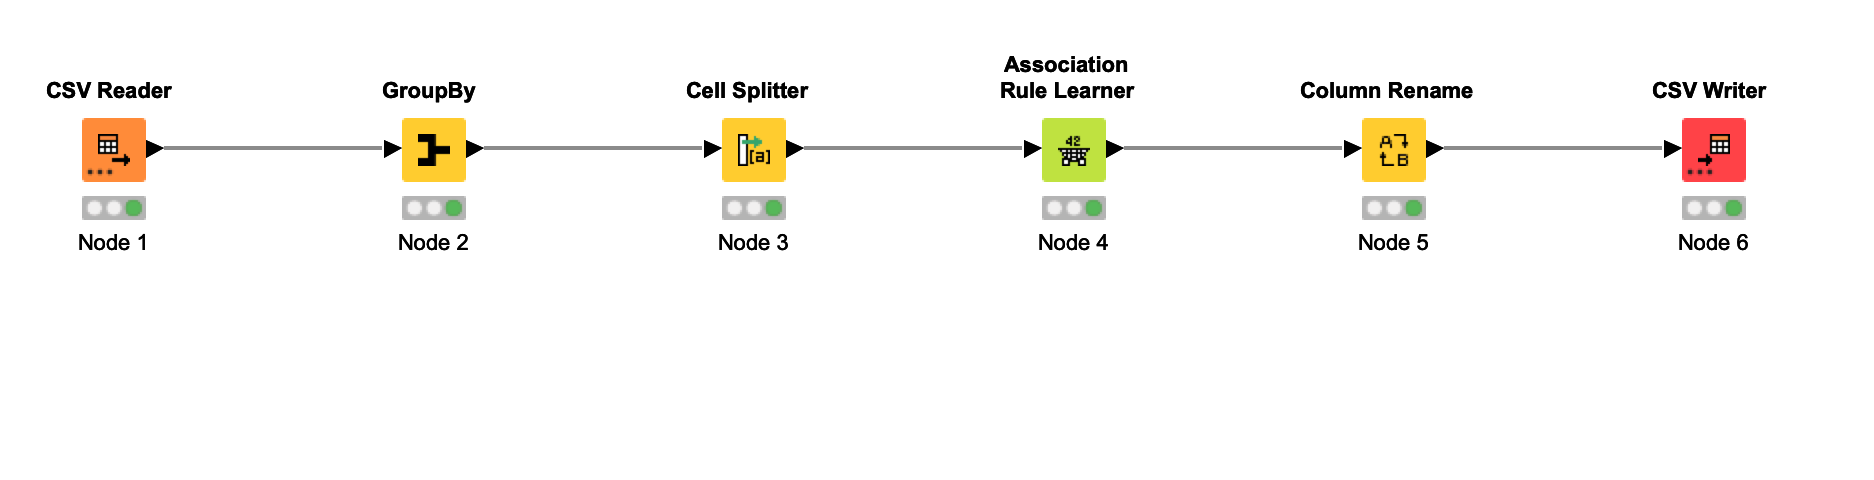 CSV Reader
GroupBy
Cell Splitter
Association
Rule Learner
Column Rename
CSV Writer
[a]
42
A
B
Node 1
Node 2
Node 3
Node 4
Node 5
Node 6